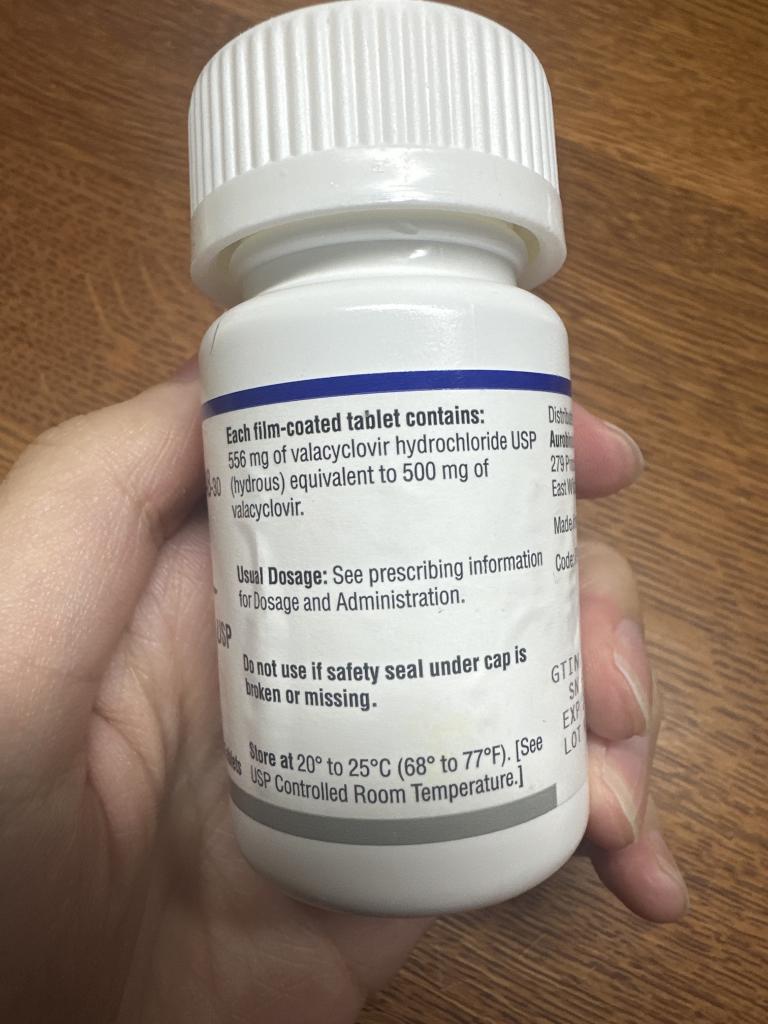 Each film-coated tablet contains:
556 mg of valacyclovir hydrochloride USP
(hydrous) equivalent to 500 mg of
valacyclovir.
Usual Dosage: See prescribing information
for Dosage and Administration.
Do not use if safety seal under cap is
broken or missing.
Store at 20° to 25°C (68° to 77°F). [See
USP Controlled Room Temperature.]
-30
USP
279
East
Made
Code:
GTIN
SN
EXP
LOT